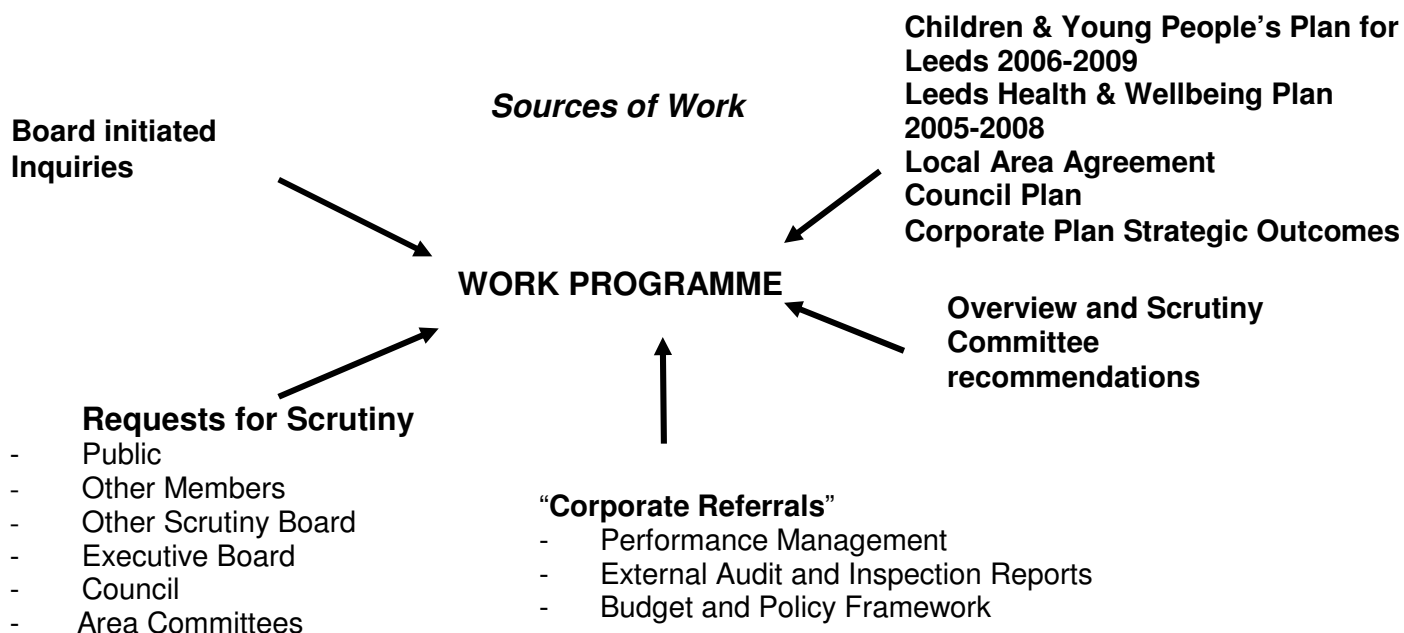 Sources of Work
Board initiated
Inquiries
Children & Young People's Plan for
Leeds 2006-2009
Leeds Health & Wellbeing Plan
2005-2008
Local Area Agreement
Council Plan
Corporate Plan Strategic Outcomes
WORK PROGRAMME
Overview and Scrutiny
Committee
recommendations
Requests for Scrutiny
- Public
- Other Members
- Other Scrutiny Board
- Executive Board
- Council
- Area Committees
“Corporate Referrals”
- Performance Management
- External Audit and Inspection Reports
- Budget and Policy Framework